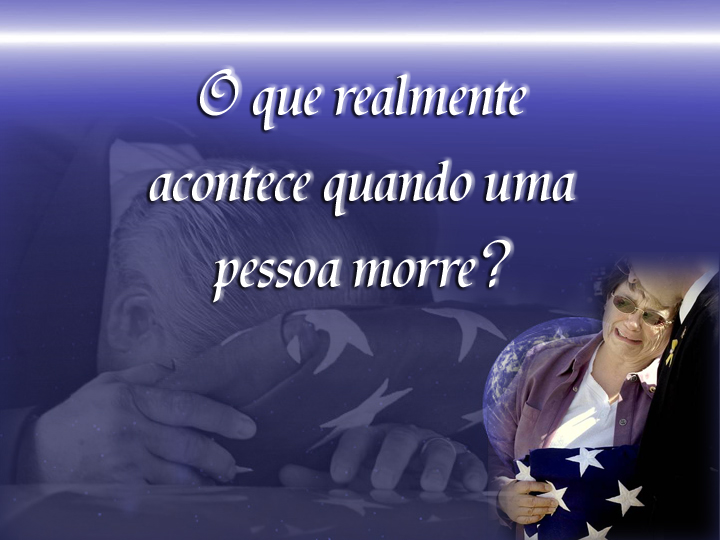 O que realmente
acontece quando uma
pessoa morre?